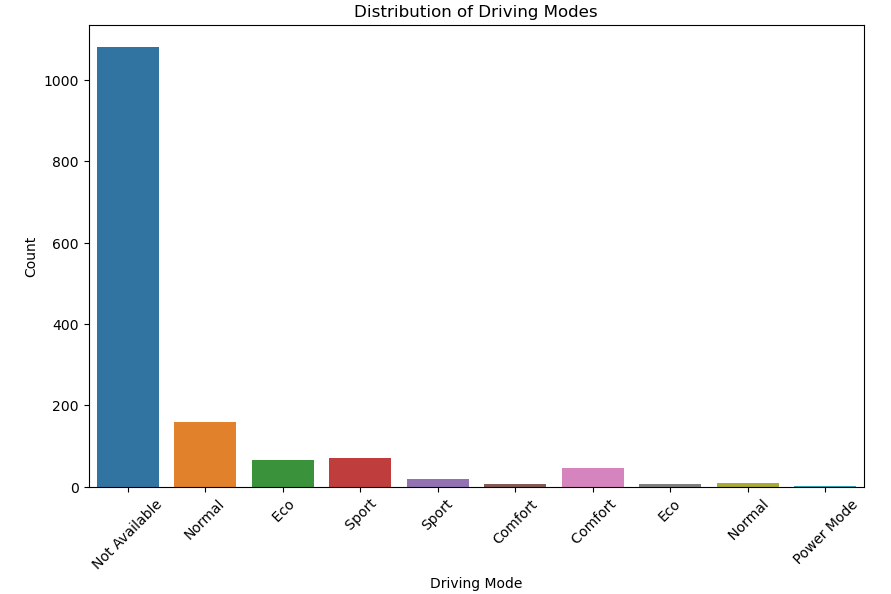 Distribution of Driving Modes
Count
1000
800
600
400
200
0
Not Available
Normal
Eco
Sport
Sport
Comfort
Comfort
Eco
Normal
Power Mode
Driving Mode